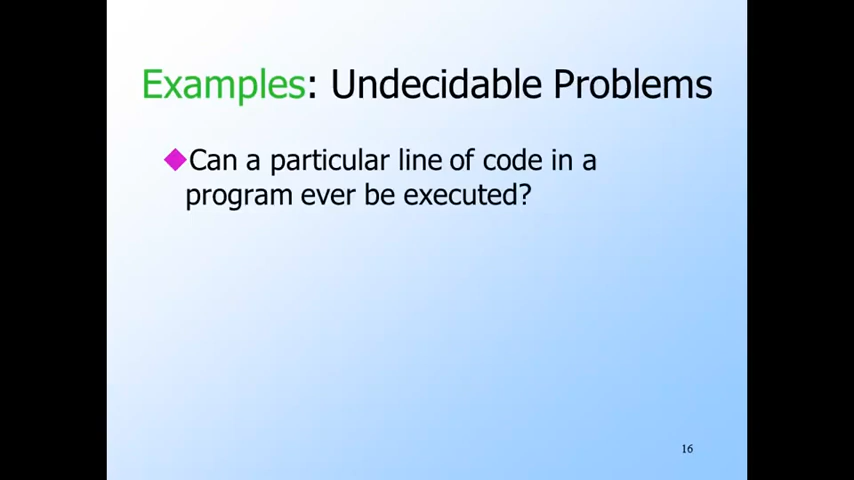 Examples: Undecidable Problems
Can a particular line of code in a
program ever be executed?
16